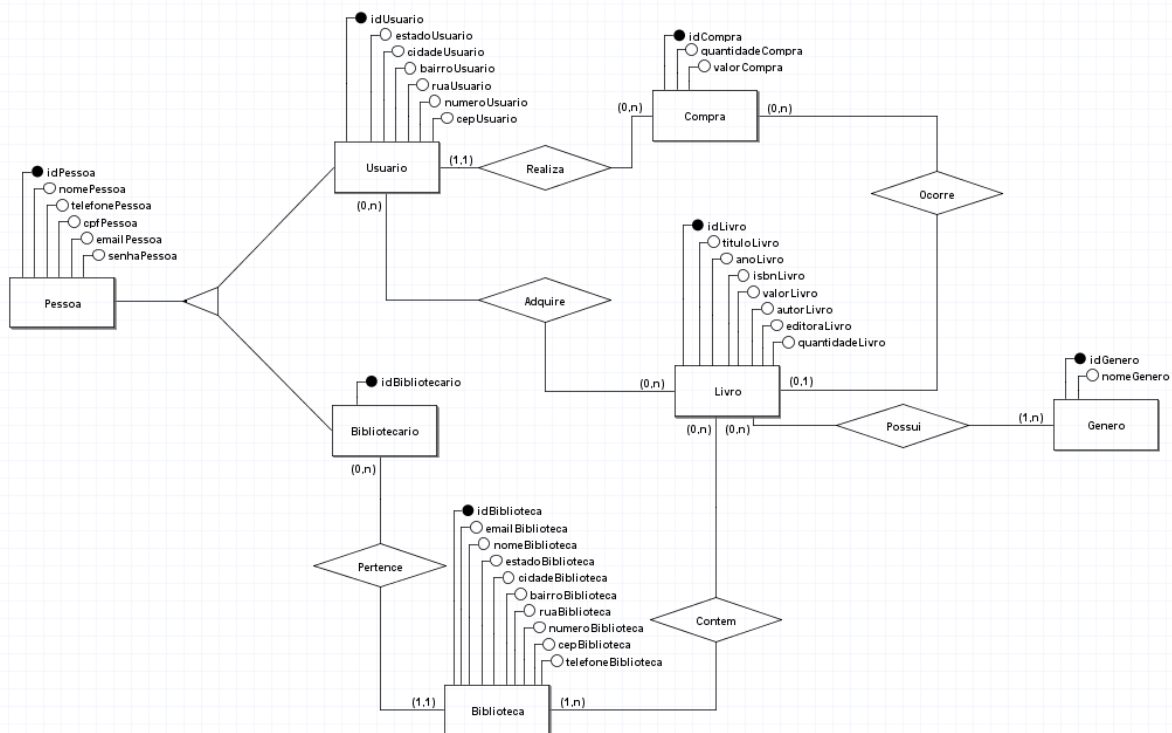 idUsuario
estadoUsuario
cidadeUsuario
bairroUsuario
ruaUsuario
numeroUsuario
cepUsuario
Usuario
(1,1)
(0,n)
Realiza
idCompra
quantidadeCompra
valorCompra
(0,n)
Compra
(0,n)
Ocorre
idPessoa
nomePessoa
telefonePessoa
cpfPessoa
emailPessoa
senhaPessoa
Pessoa
Adquire
idLivro
tituloLivro
anoLivro
isbnLivro
valorLivro
autorLivro
editoraLivro
quantidadeLivro
(0,n)
Livro
(0,1)
(0,n)
(0,n)
Possui
(1,n)
idGenero
nomeGenero
Genero
idBibliotecario
Bibliotecario
(0,n)
Pertence
idBiblioteca
emailBiblioteca
nomeBiblioteca
estadoBiblioteca
cidadeBiblioteca
bairroBiblioteca
ruaBiblioteca
numeroBiblioteca
cepBiblioteca
telefoneBiblioteca
Contem
(1,1)
Biblioteca
(1,n)